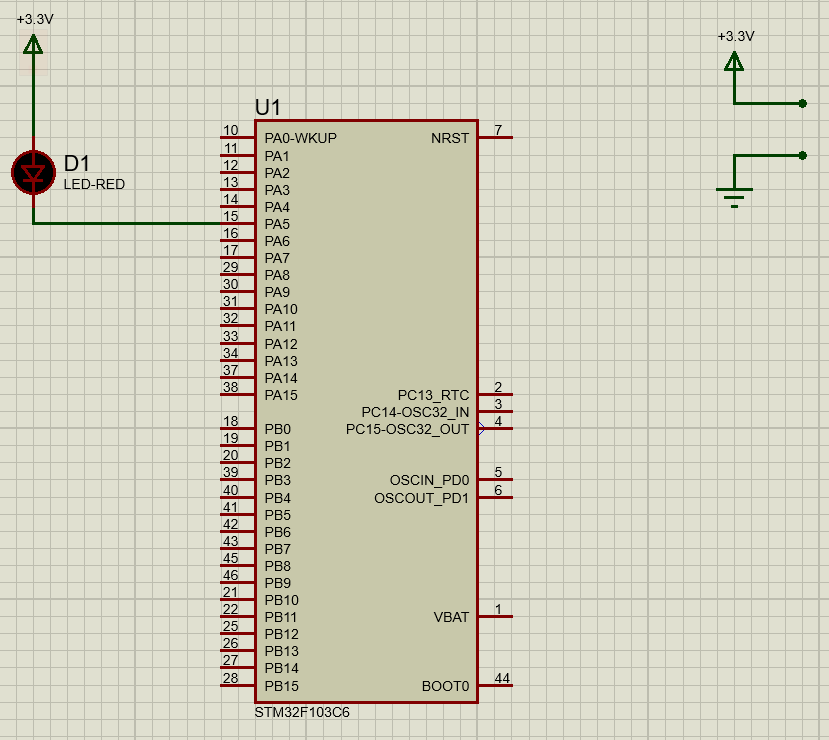 +3.3V
+3.3V
D1
LED-RED
U1
10 PA0-WKUP
11 PA1
12 PA2
13 PA3
14 PA4
15 PA5
16 PA6
17 PA7
29 PA8
30 PA9
31 PA10
32 PA11
33 PA12
34 PA13
37 PA14
38 PA15
18 PB0
19 PB1
20 PB2
39 PB3
40 PB4
41 PB5
42 PB6
43 PB7
45 PB8
46 PB9
21 PB10
22 PB11
25 PB12
26 PB13
27 PB14
28 PB15
NRST 7
PC13_RTC 2
PC14-OSC32_IN 3
PC15-OSC32_OUT 4
OSCIN_PD0 5
OSCOUT_PD1 6
VBAT 1
BOOT0 44
STM32F103C6